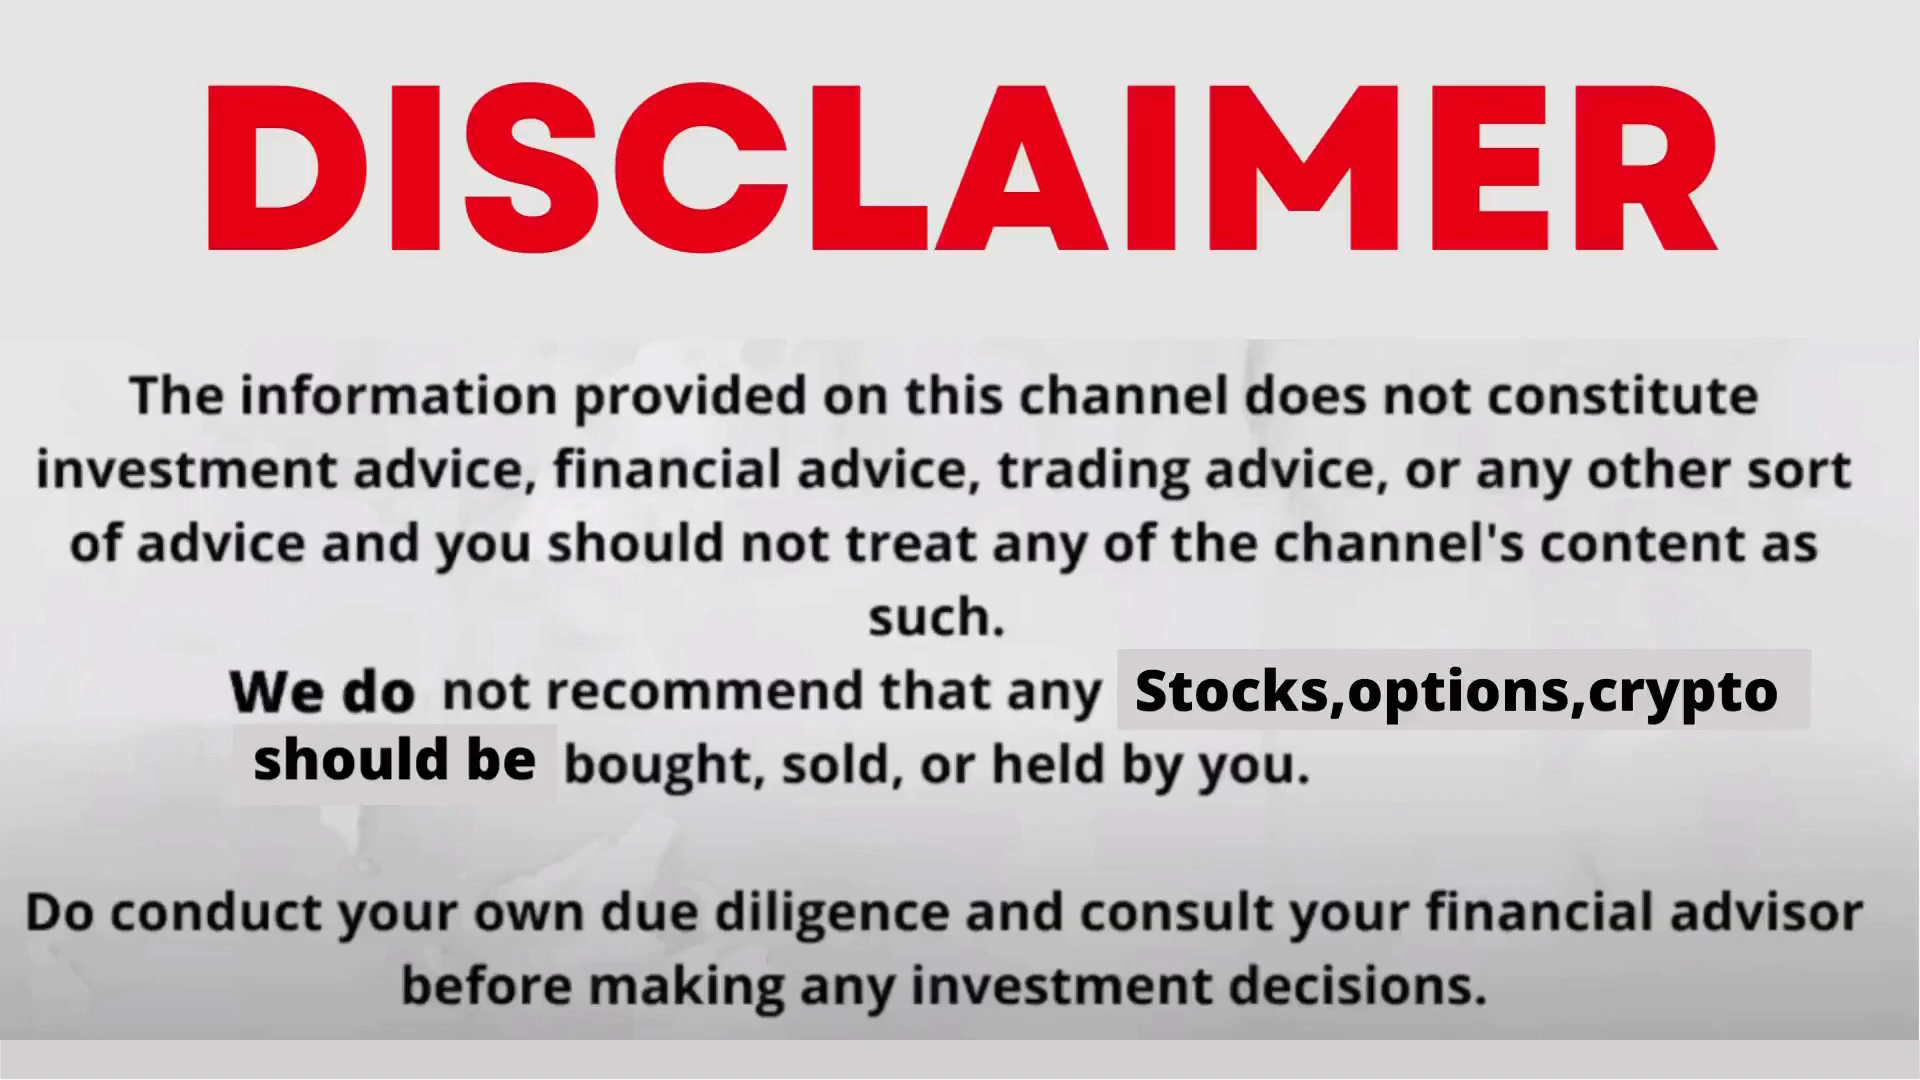 DISCLAIMER
The information provided on this channel does not constitute
investment advice, financial advice, trading advice, or any other sort
of advice and you should not treat any of the channel's content as
such.
We do not recommend that any Stocks,options,crypto
should be bought, sold, or held by you.
Do conduct your own due diligence and consult your financial advisor
before making any investment decisions.